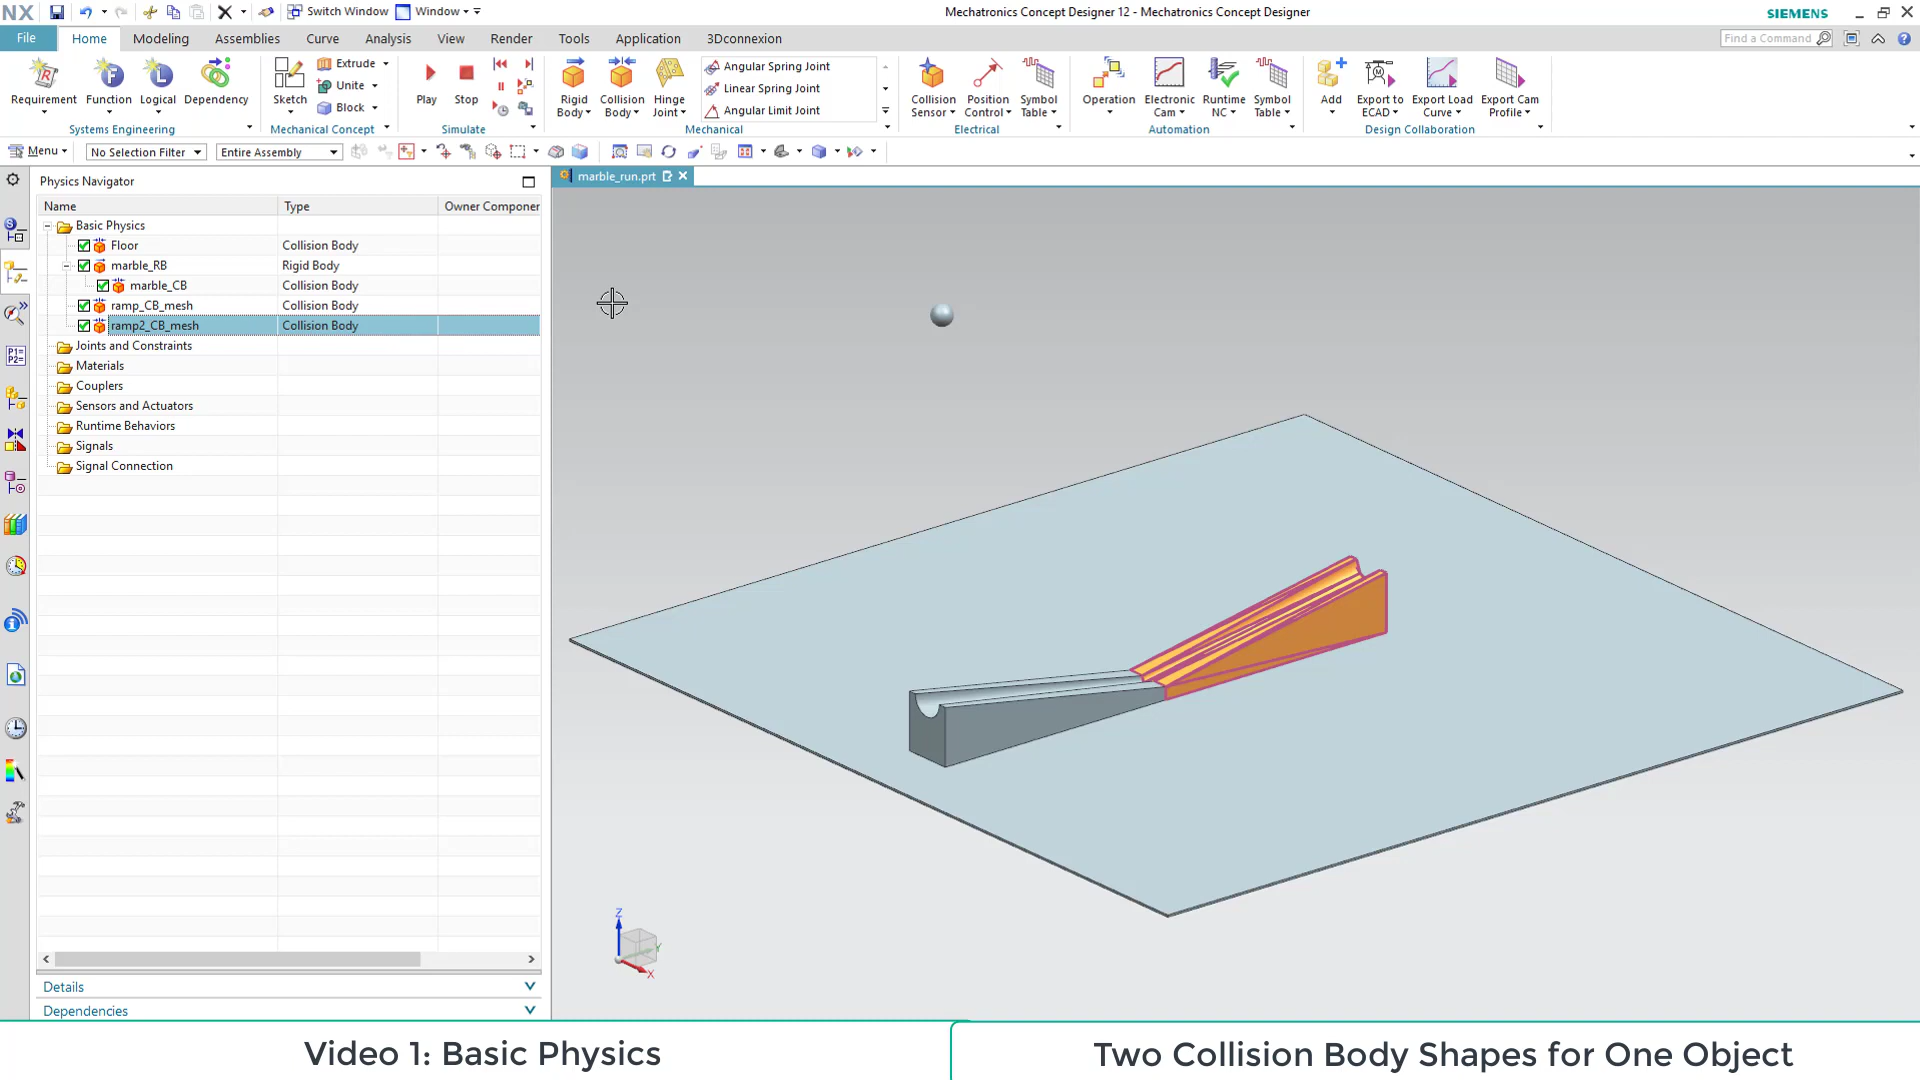 NX Switch Window Window Mechatronics Concept Designer 12 - Mechatronics Concept Designer SIEMENS
File Home Modeling Assemblies Curve Analysis View Render Tools Application 3Dconnexion Find a Command
Requirement Function Logical Dependency
Systems Engineering
Sketch Extrude Unite Block
Mechanical Concept
Play Stop
Simulate
Rigid Body Collision Body Hinge Joint
Angular Spring Joint
Linear Spring Joint
Angular Limit Joint
Mechanical
Collision Sensor Position Control Symbol Table
Electrical
Operation Electronic Cam Runtime NC Symbol Table
Automation
Add Export to ECAD Export Load Curve Export Cam Profile
Design Collaboration
Menu No Selection Filter Entire Assembly
Physics Navigator
marble_run.prt
Name Type Owner Componer
Basic Physics
Floor Collision Body
marble_RB Rigid Body
marble_CB Collision Body
ramp_CB_mesh Collision Body
ramp2_CB_mesh Collision Body
Joints and Constraints
Materials
Couplers
Sensors and Actuators
Runtime Behaviors
Signals
Signal Connection
Z
Y
X
Details
Dependencies
Video 1: Basic Physics
Two Collision Body Shapes for One Object